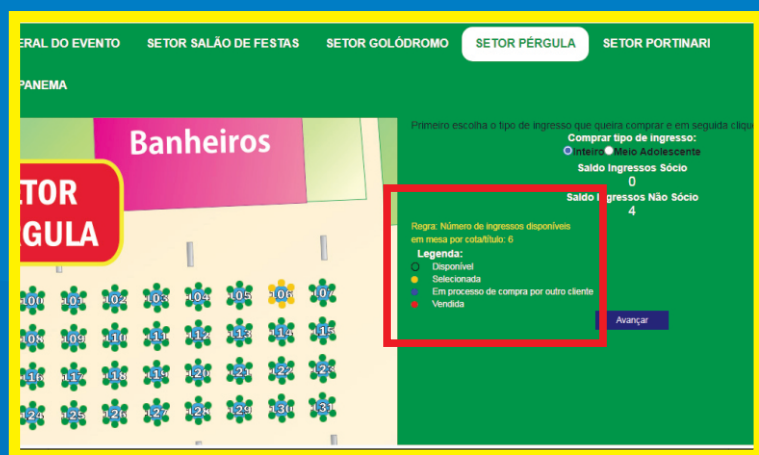 ERAL DO EVENTO SETOR SALÃO DE FESTAS SETOR GOLÓDROMO SETOR PÉRGULA SETOR PORTINARI
PANEMA
Banheiros
TOR
RGULA
100 101 102 103 104 105 106 107
108 109 110 111 112 113 114 115
116 117 118 119 120 121 122 123
124 125 126 127 128 129 130 131
Primeiro escolha o tipo de ingresso que queira comprar e em seguida clique
Comprar tipo de ingresso:
Inteiro Meio Adolescente
Saldo Ingressos Sócio
0
Saldo Ingressos Não Sócio
4
Regra: Número de ingressos disponíveis
em mesa por cota/título: 6
Legenda:
Disponível
Selecionada
Em processo de compra por outro cliente
Vendida
Avançar